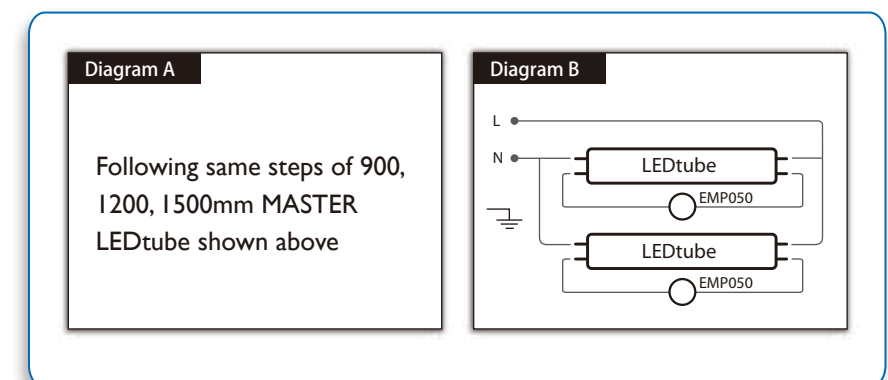 Diagram A
Following same steps of 900,
1200, 1500mm MASTER
LEDtube shown above
Diagram B
L
N
LEDtube
EMP050
LEDtube
EMP050